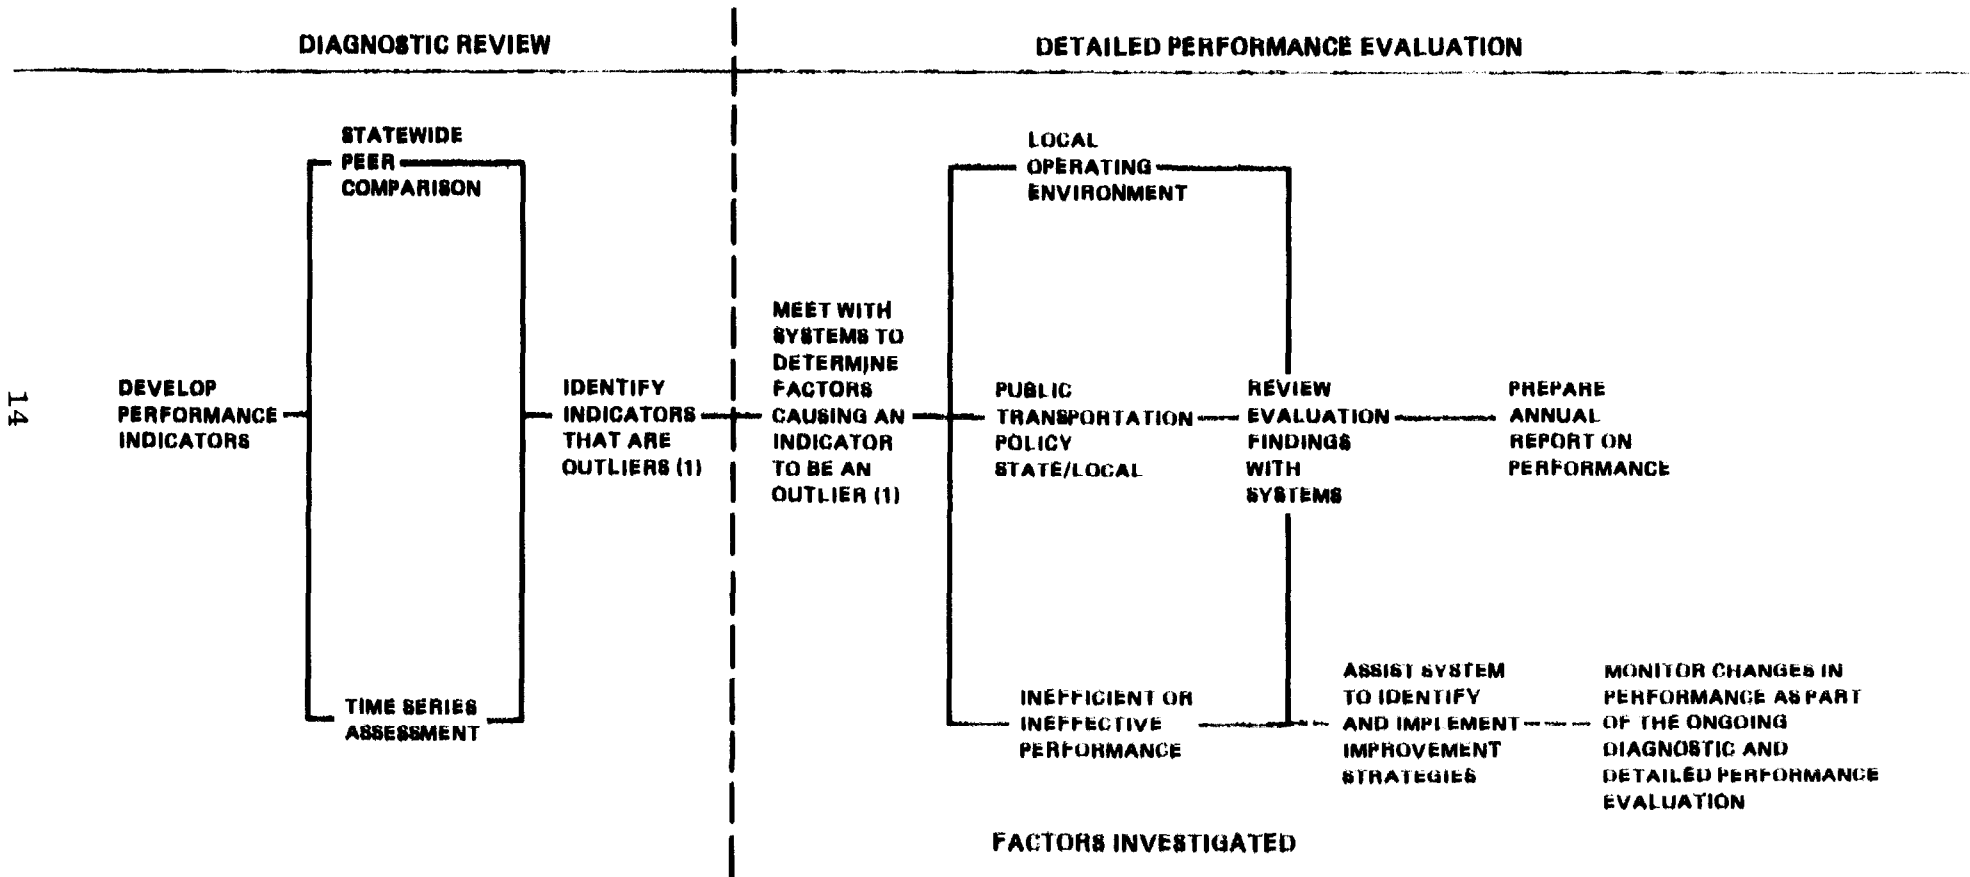 DIAGNOSTIC REVIEW
DETAILED PERFORMANCE EVALUATION
14
DEVELOP
PERFORMANCE
INDICATORS
STATEWIDE
PEER
COMPARISON
TIME SERIES
ASSESSMENT
IDENTIFY
INDICATORS
THAT ARE
OUTLIERS (1)
MEET WITH
SYSTEMS TO
DETERMINE
FACTORS
CAUSING AN
INDICATOR
TO BE AN
OUTLIER (1)
LOCAL
OPERATING
ENVIRONMENT
PUBLIC
TRANSPORTATION
POLICY
STATE/LOCAL
INEFFICIENT OR
INEFFECTIVE
PERFORMANCE
REVIEW
EVALUATION
FINDINGS
WITH
SYSTEMS
PREPARE
ANNUAL
REPORT ON
PERFORMANCE
ASSIST SYSTEM
TO IDENTIFY
AND IMPLEMENT
IMPROVEMENT
STRATEGIES
MONITOR CHANGES IN
PERFORMANCE AS PART
OF THE ONGOING
DIAGNOSTIC AND
DETAILED PERFORMANCE
EVALUATION
FACTORS INVESTIGATED